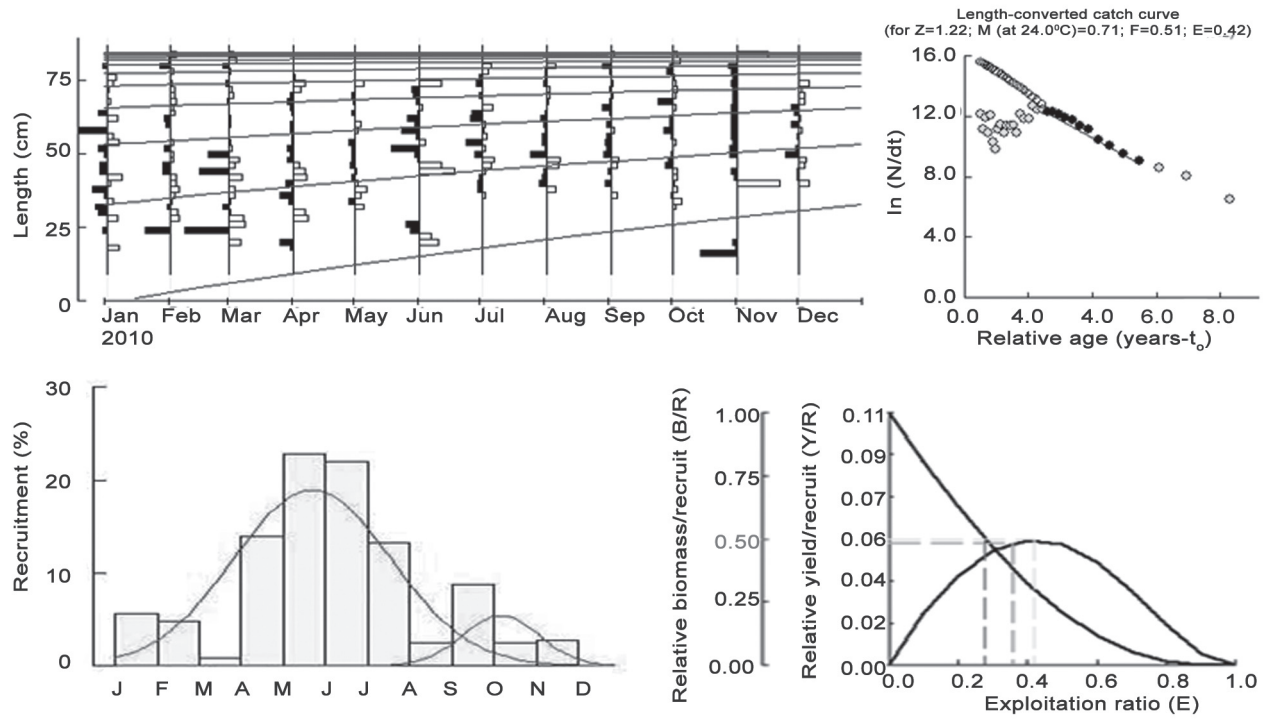 Length (cm)
75
50
25
0
Jan Feb Mar Apr May Jun Jul Aug Sep Oct Nov Dec
2010
Length-converted catch curve
(for Z=1.22; M (at 24.0ºC)=0.71; F=0.51; E=0.42)
ln (N/dt)
16.0
12.0
8.0
4.0
0.0
0.0 4.0 4.0 6.0 8.0
Relative age (years-to)
Recruitment (%)
30
20
10
0
J F M A M J J A S O N D
Relative biomass/recruit (B/R)
1.00
0.75
0.50
0.25
0.00
Relative yield/recruit (Y/R)
0.11
0.09
0.07
0.06
0.04
0.02
0.00
0.0 0.2 0.4 0.6 0.8 1.0
Exploitation ratio (E)